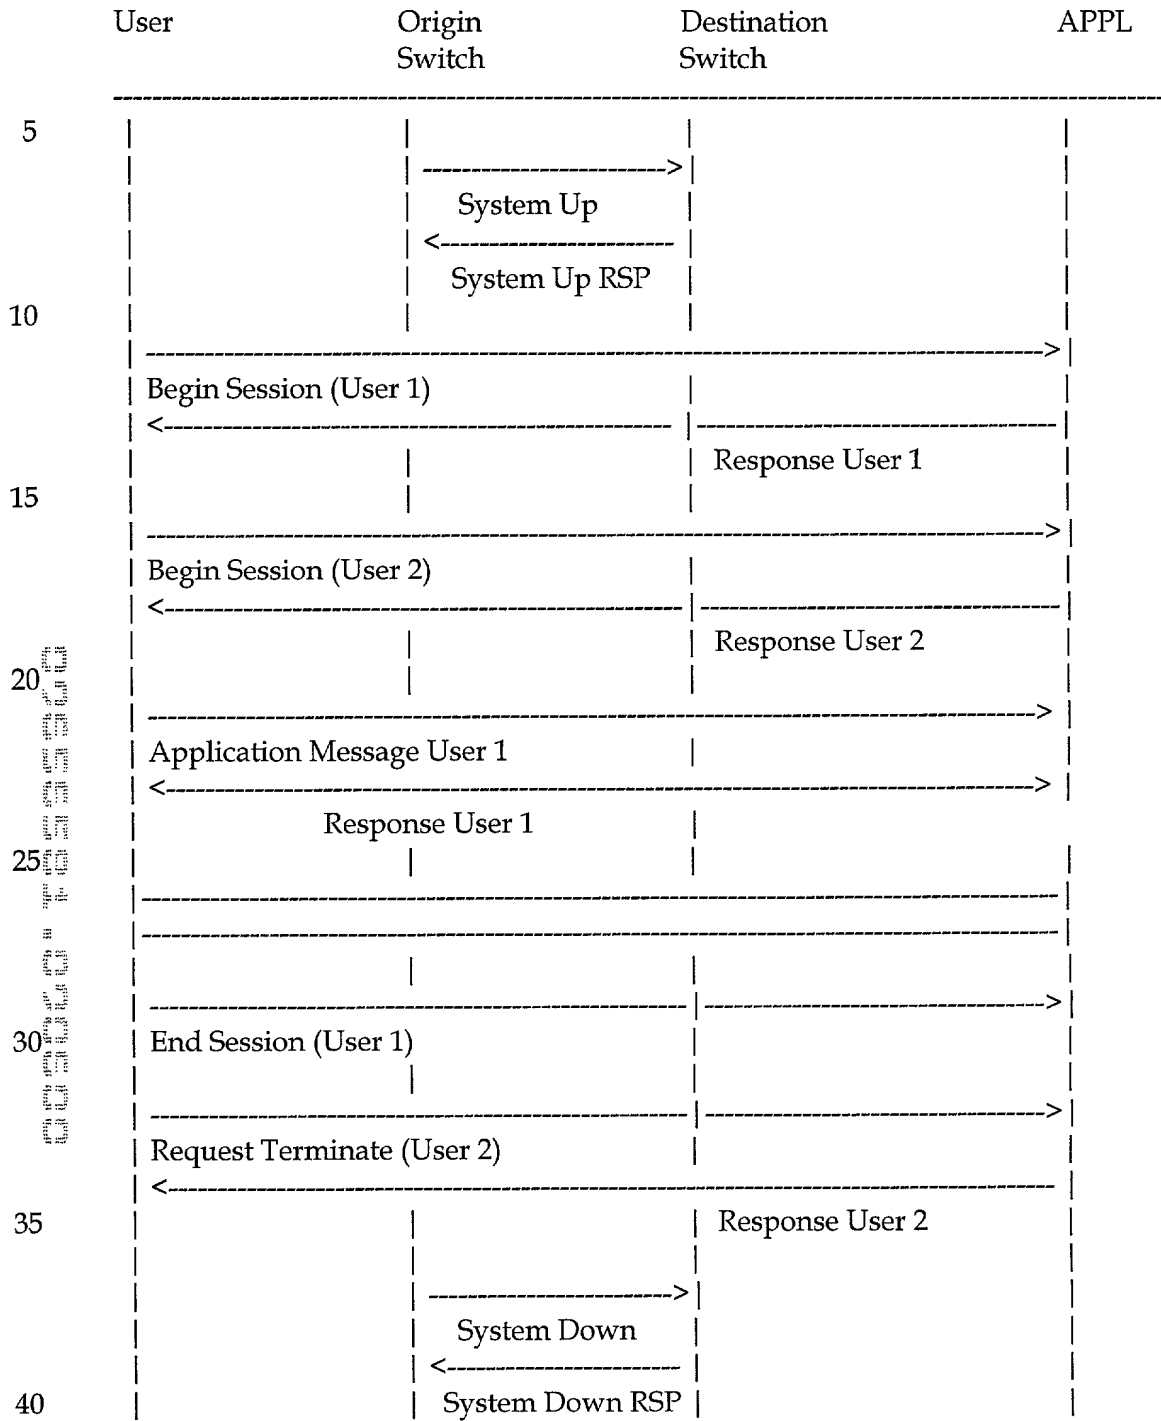 User Origin Destination APPL
Switch Switch
5
System Up
System Up RSP
10
Begin Session (User 1)
Response User 1
15
Begin Session (User 2)
Response User 2
20
Application Message User 1
Response User 1
25
End Session (User 1)
30
Request Terminate (User 2)
Response User 2
35
System Down
System Down RSP
40